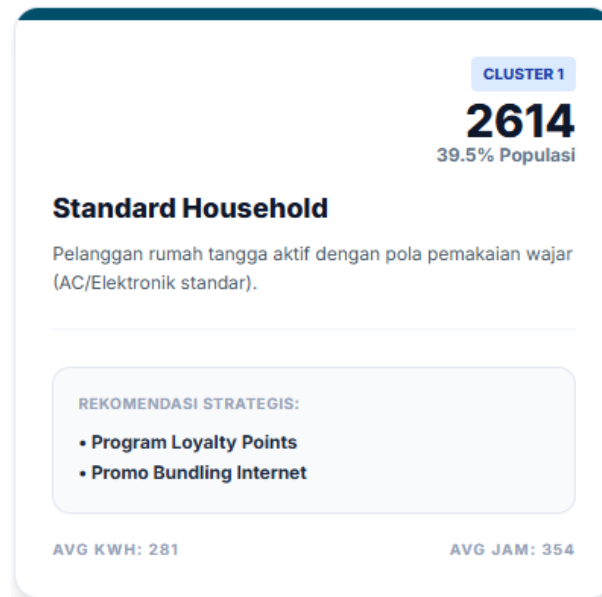 CLUSTER 1
2614
39.5% Populasi
Standard Household
Pelanggan rumah tangga aktif dengan pola pemakaian wajar
(AC/Elektronik standar).
REKOMENDASI STRATEGIS:
• Program Loyalty Points
• Promo Bundling Internet
AVG KWH: 281 AVG JAM: 354